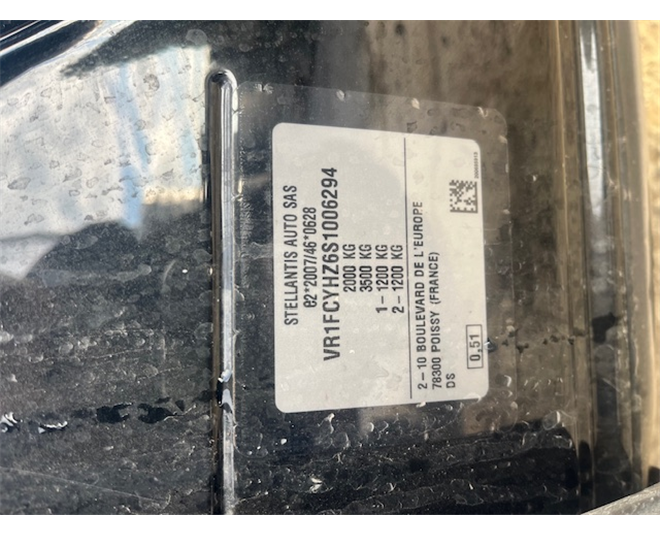 STELLANTIS AUTO SAS
e2*2007/46*0628
VR1FCYHZ6S1006294
2000 KG
3500 KG
1-1200 KG
2-1200 KG
2-10 BOULEVARD DE L'EUROPE
78300 POISSY (FRANCE)
DS
0,51